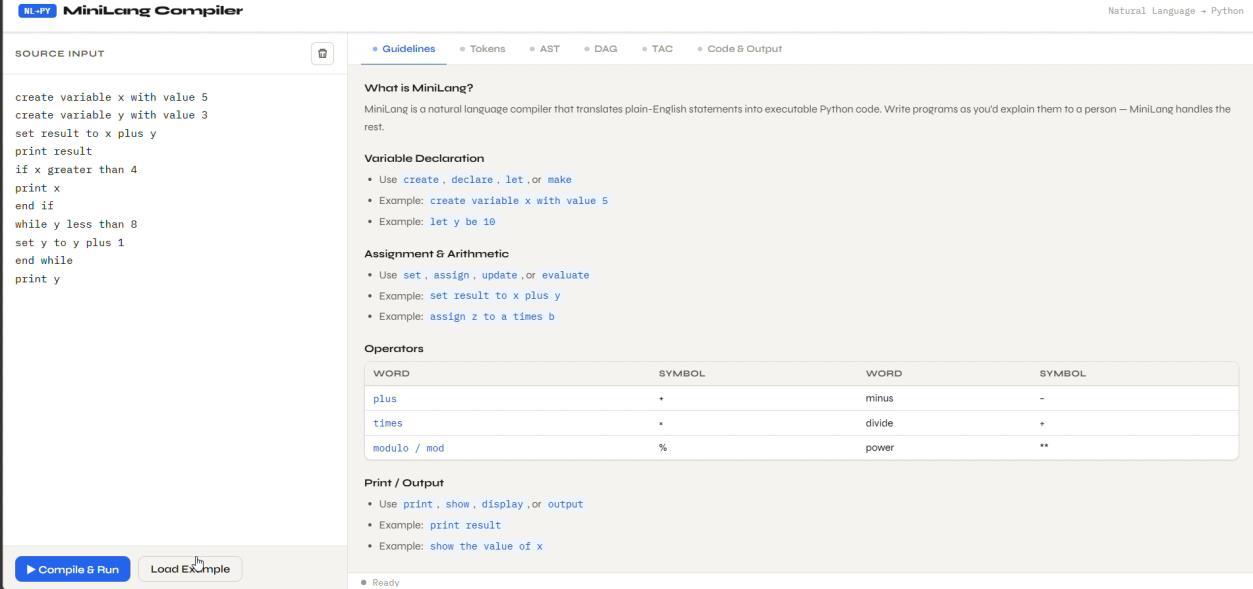 NL→PY MiniLang Compiler
Natural Language → Python
SOURCE INPUT
create variable x with value 5
create variable y with value 3
set result to x plus y
print result
if x greater than 4
print x
end if
while y less than 8
set y to y plus 1
end while
print y
▶ Compile & Run
Load Example
Guidelines Tokens AST DAG TAC Code & Output
What is MiniLang?
MiniLang is a natural language compiler that translates plain-English statements into executable Python code. Write programs as you'd explain them to a person — MiniLang handles the
rest.
Variable Declaration
• Use create, declare, let, or make
• Example: create variable x with value 5
• Example: let y be 10
Assignment & Arithmetic
• Use set, assign, update, or evaluate
• Example: set result to x plus y
• Example: assign z to a times b
Operators
WORD SYMBOL WORD SYMBOL
plus + minus −
times × divide ÷
modulo / mod % power **
Print / Output
• Use print, show, display, or output
• Example: print result
• Example: show the value of x
Ready